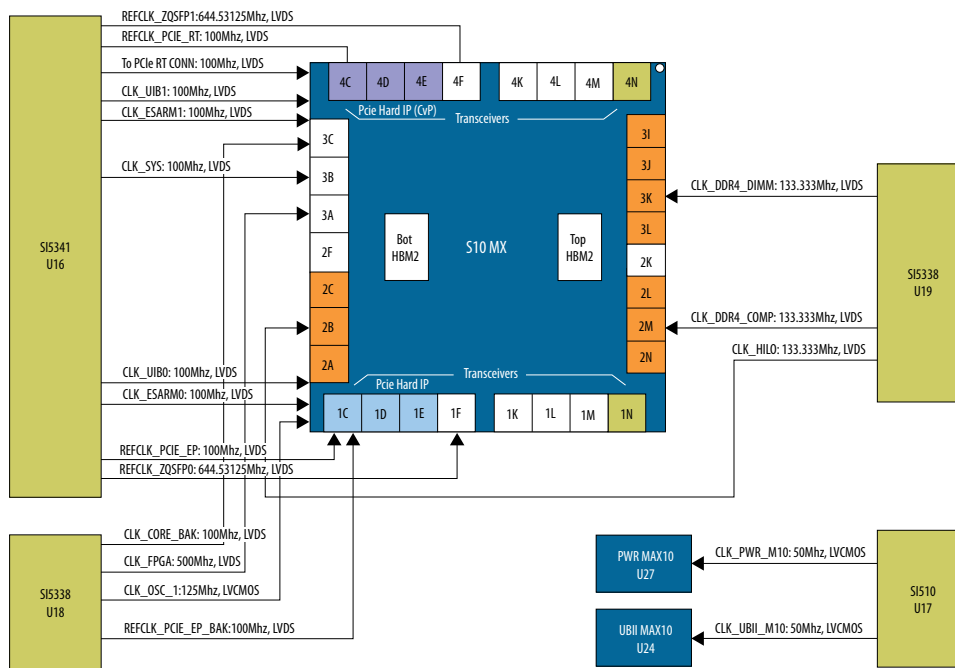 REFCLK_ZQSFP1:644.53125Mhz, LVDS
REFCLK_PCIE_RT: 100Mhz, LVDS
To PCIe RT CONN: 100Mhz, LVDS
CLK_UIB1: 100Mhz, LVDS
CLK_ESARM1: 100Mhz, LVDS
CLK_SYS: 100Mhz, LVDS
SI5341
U16
CLK_UIB0: 100Mhz, LVDS
CLK_ESARM0: 100Mhz, LVDS
REFCLK_PCIE_EP: 100Mhz, LVDS
REFCLK_ZQSFP0: 644.53125Mhz, LVDS
4C 4D 4E 4F 4K 4L 4M 4N
Pcie Hard IP (CvP)
Transceivers
3C
3B
3A
2F
2C
2B
2A
Bot
HBM2
S10 MX
Top
HBM2
3I
3J
3K
3L
2K
2L
2M
2N
Transceivers
Pcie Hard IP
1C 1D 1E 1F 1K 1L 1M 1N
CLK_DDR4_DIMM: 133.333Mhz, LVDS
CLK_DDR4_COMP: 133.333Mhz, LVDS
CLK_HILO: 133.333Mhz, LVDS
SI5338
U19
CLK_CORE_BAK: 100Mhz, LVDS
CLK_FPGA: 500Mhz, LVDS
CLK_OSC_1:125Mhz, LVCMOS
REFCLK_PCIE_EP_BAK:100Mhz, LVDS
SI5338
U18
PWR MAX10
U27
UBII MAX10
U24
CLK_PWR_M10: 50Mhz, LVCMOS
CLK_UBII_M10: 50Mhz, LVCMOS
SI510
U17